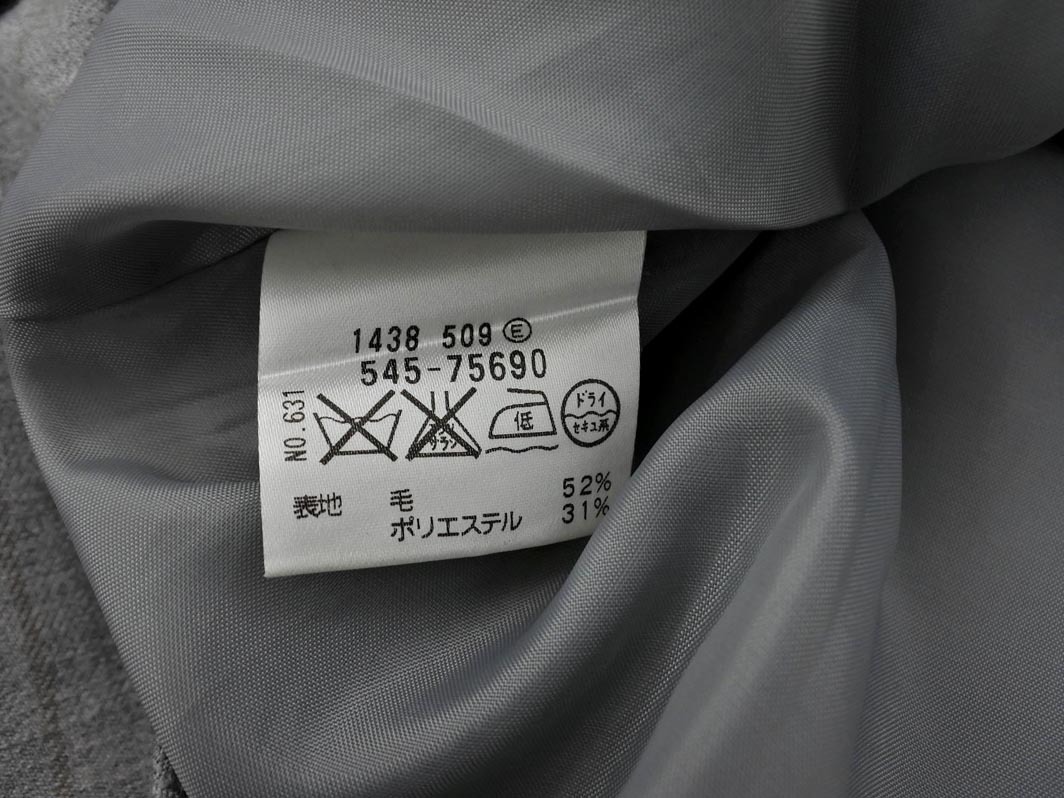 1438 509 Ⓔ
545-75690
NO.631
低
ドライ
セキユ系
表地 毛 52%
ポリエステル 31%